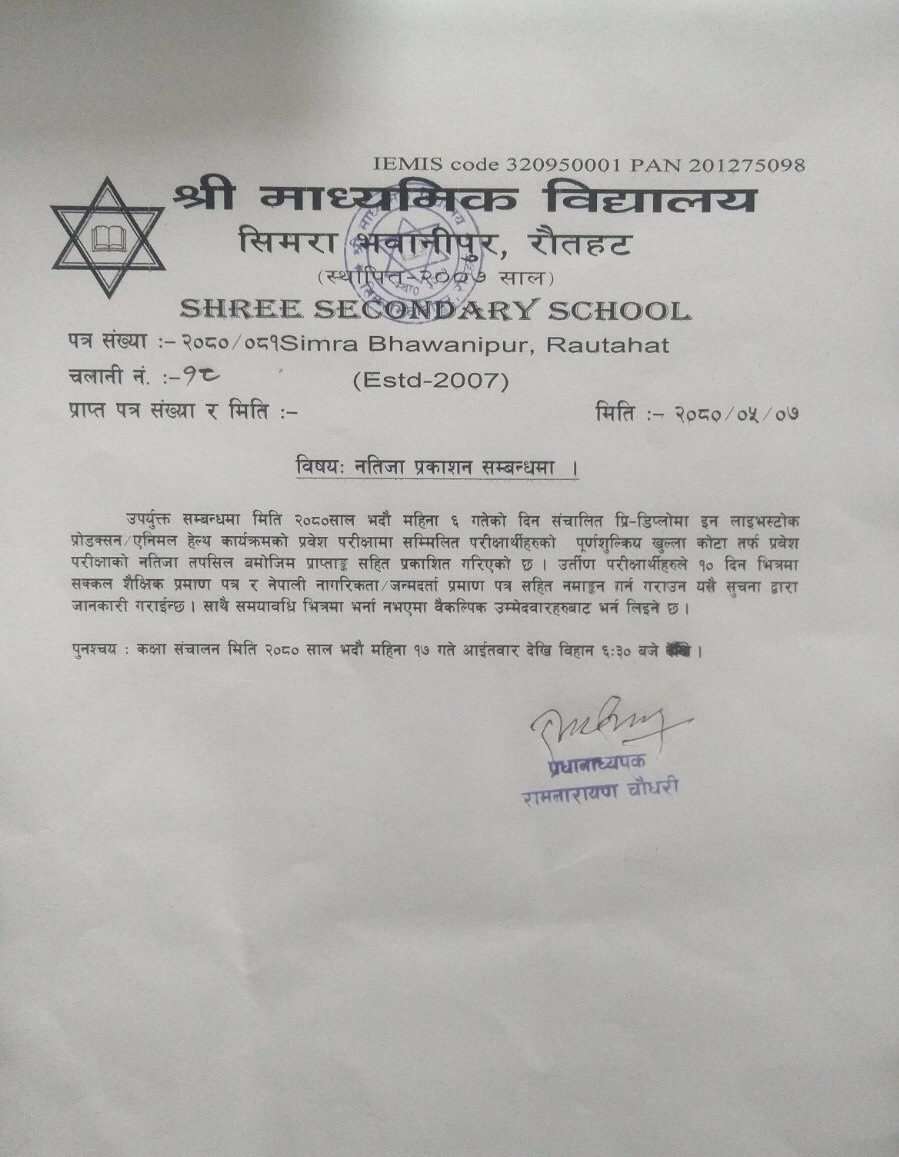 IEMIS code 320950001 PAN 201275098
श्री माध्यमिक विद्यालय
सिमरा भवानीपुर, रौतहट
(स्थापित-२००७ साल)
SHREE SECONDARY SCHOOL
पत्र संख्या :-२०८०/०८१Simra Bhawanipur, Rautahat
चलानी नं. :-१८ (Estd-2007)
प्राप्त पत्र संख्या र मिति :- मिति :- २०८०/०५/०७
विषयः नतिजा प्रकाशन सम्बन्धमा ।
उपर्युक्त सम्बन्धमा मिति २०८०साल भदौ महिना ६ गतेको दिन संचालित प्रि-डिप्लोमा इन लाइभस्टोक
प्रोडक्सन/एनिमल हेल्थ कार्यक्रमको प्रवेश परीक्षामा सम्मिलित परीक्षार्थीहरुको पूर्णशुल्किय खुल्ला कोटा तर्फ प्रवेश
परीक्षाको नतिजा तपसिल बमोजिम प्राप्ताङ्क सहित प्रकाशित गरिएको छ । उर्तीण परीक्षार्थीहरुले १० दिन भित्रमा
सक्कल शैक्षिक प्रमाण पत्र र नेपाली नागरिकता/जन्मदर्ता प्रमाण पत्र सहित नमाङ्कन गर्न गराउन यसै सुचना द्वारा
जानकारी गराईन्छ । साथै समयावधि भित्रमा भर्ना नभएमा वैकल्पिक उम्मेदवारहरुबाट भर्न लिइने छ ।
पुनश्चय : कक्षा संचालन मिति २०८० साल भदौ महिना १७ गते आईतवार देखि विहान ६:३० बजे ।
प्रधानाध्यपक
रामनारायण चौधरी